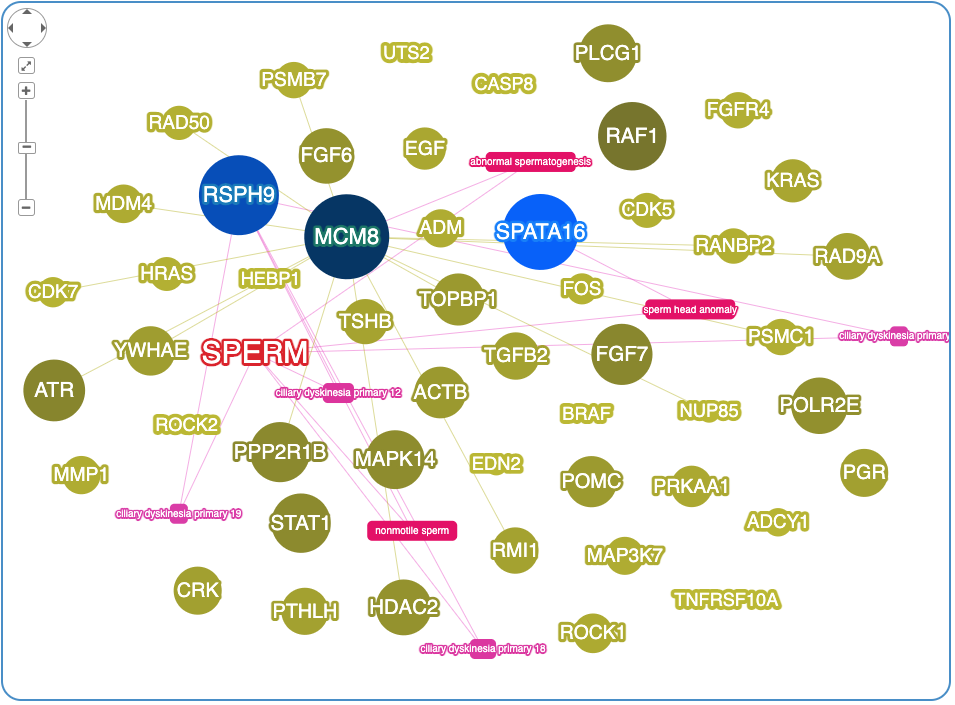 UTS2
PLCG1
PSMB7
CASP8
FGFR4
RAD50
RAF1
FGF6
EGF
abnormal spermatogenesis
KRAS
RSPH9
MDM4
CDK5
MCM8
ADM
SPATA16
RANBP2
RAD9A
HRAS
HEBP1
CDK7
FOS
TOPBP1
sperm head anomaly
TSHB
PSMC1
ciliary dyskinesia primary
YWHAE
SPERM
TGFB2
FGF7
ATR
ciliary dyskinesia primary 12
ACTB
POLR2E
BRAF
NUP85
ROCK2
PPP2R1B
MAPK14
EDN2
MMP1
POMC
PRKAA1
PGR
ciliary dyskinesia primary 19
STAT1
nonmotile sperm
ADCY1
RMI1
MAP3K7
CRK
PTHLH
HDAC2
TNFRSF10A
ROCK1
ciliary dyskinesia primary 18